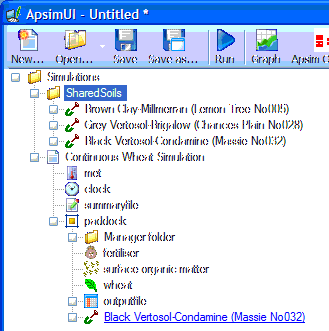 ApsimUI - Untitled *
New... Open... Save Save as... Run Graph Apsim
Simulations
SharedSoils
Brown Clay-Millmerran (Lemon Tree No005)
Grey Vertosol-Brigalow (Chances Plain No028)
Black Vertosol-Condamine (Massie No032)
Continuous Wheat Simulation
met
clock
summaryfile
paddock
Manager folder
fertiliser
surface organic matter
wheat
outputfile
Black Vertosol-Condamine (Massie No032)